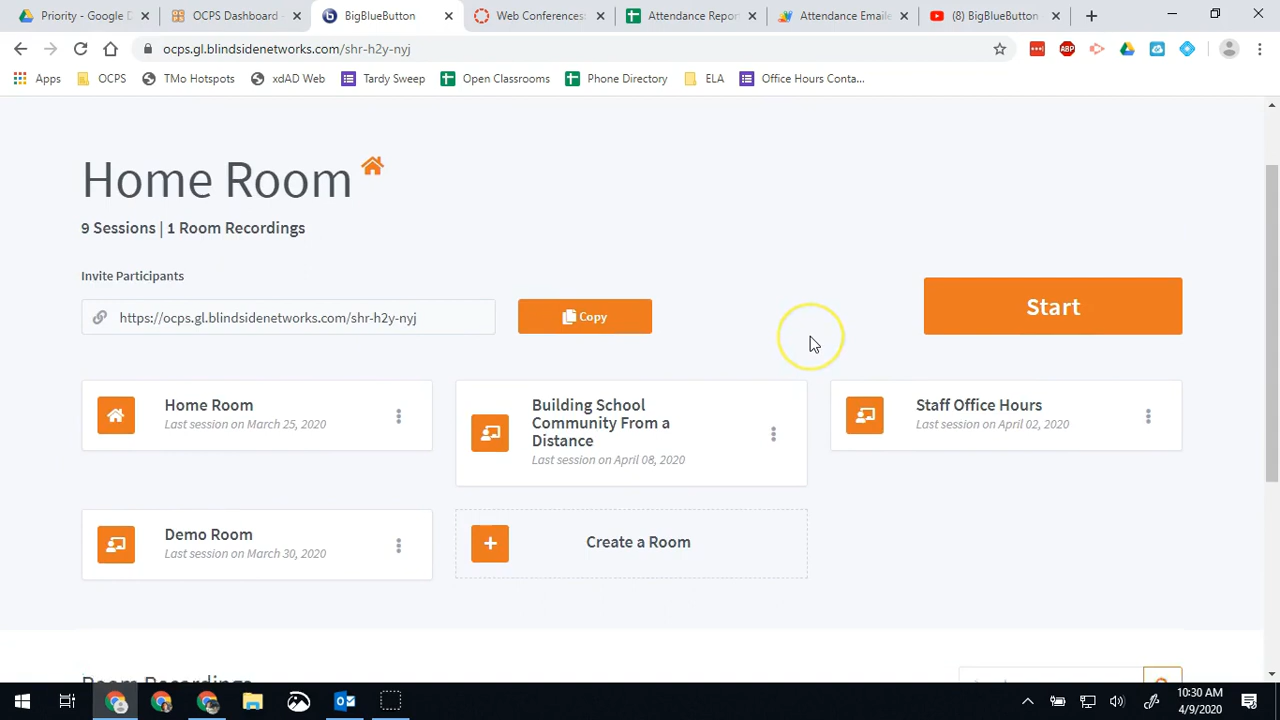 Priority - Google D
OCPS Dashboard -
BigBlueButton
Web Conferences
Attendance Repor
Attendance Emaile
(8) BigBlueButton
ocps.gl.blindsidenetworks.com/shr-h2y-nyj
ABP
Apps
OCPS
TMo Hotspots
xdAD Web
Tardy Sweep
Open Classrooms
Phone Directory
ELA
Office Hours Conta...
Home Room
9 Sessions | 1 Room Recordings
Invite Participants
https://ocps.gl.blindsidenetworks.com/shr-h2y-nyj
Copy
Start
Home Room
Last session on March 25, 2020
Building School
Community From a
Distance
Last session on April 08, 2020
Staff Office Hours
Last session on April 02, 2020
Demo Room
Last session on March 30, 2020
Create a Room
Room Recordings
10:30 AM
4/9/2020